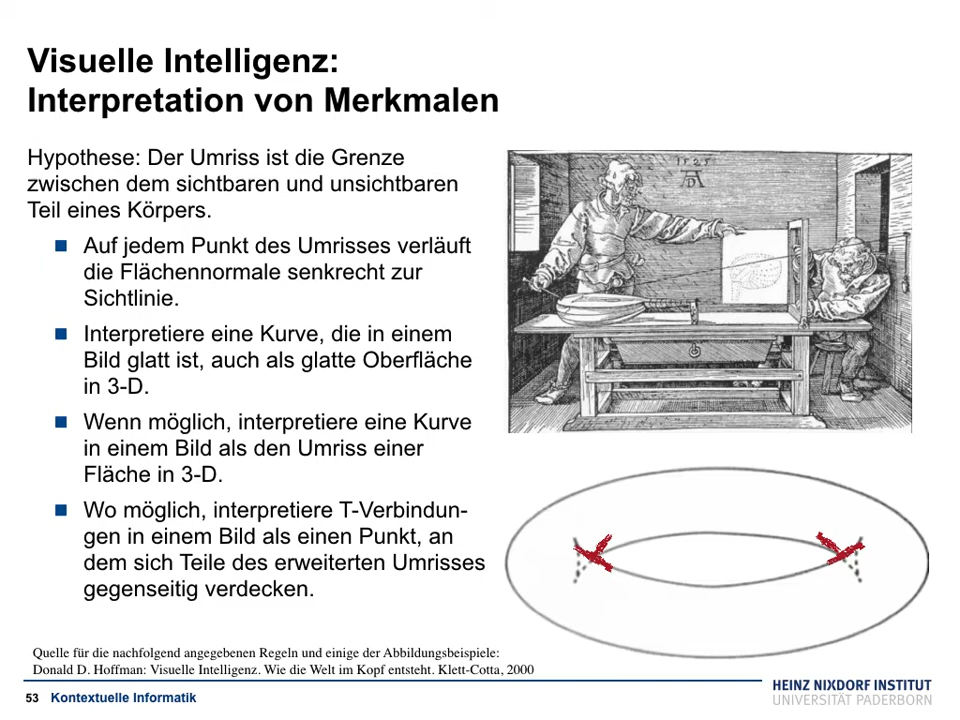 Visuelle Intelligenz:
Interpretation von Merkmalen
Hypothese: Der Umriss ist die Grenze
zwischen dem sichtbaren und unsichtbaren
Teil eines Körpers.
Auf jedem Punkt des Umrisses verläuft
die Flächennormale senkrecht zur
Sichtlinie.
Interpretiere eine Kurve, die in einem
Bild glatt ist, auch als glatte Oberfläche
in 3-D.
Wenn möglich, interpretiere eine Kurve
in einem Bild als den Umriss einer
Fläche in 3-D.
Wo möglich, interpretiere T-Verbindun-
gen in einem Bild als einen Punkt, an
dem sich Teile des erweiterten Umrisses
gegenseitig verdecken.
1525
AD
Quelle für die nachfolgend angegebenen Regeln und einige der Abbildungsbeispiele:
Donald D. Hoffman: Visuelle Intelligenz. Wie die Welt im Kopf entsteht. Klett-Cotta, 2000
53 Kontextuelle Informatik
HEINZ NIXDORF INSTITUT
UNIVERSITÄT PADERBORN